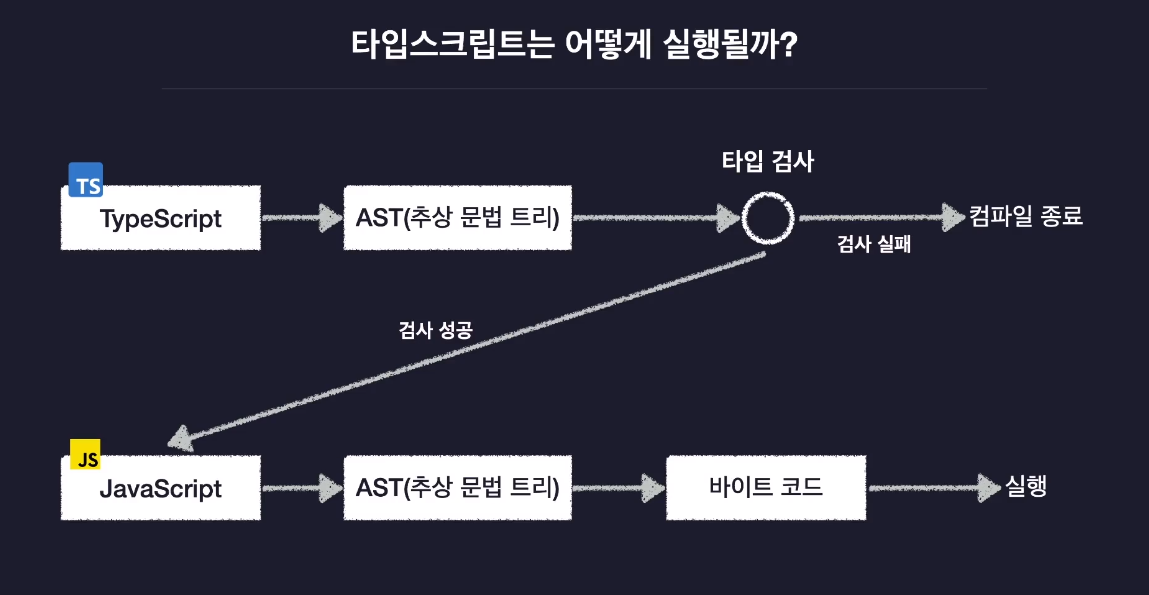 타입스크립트는 어떻게 실행될까?
타입 검사
TS
TypeScript
AST(추상 문법 트리)
컴파일 종료
검사 실패
검사 성공
JS
JavaScript
AST(추상 문법 트리)
바이트 코드
실행